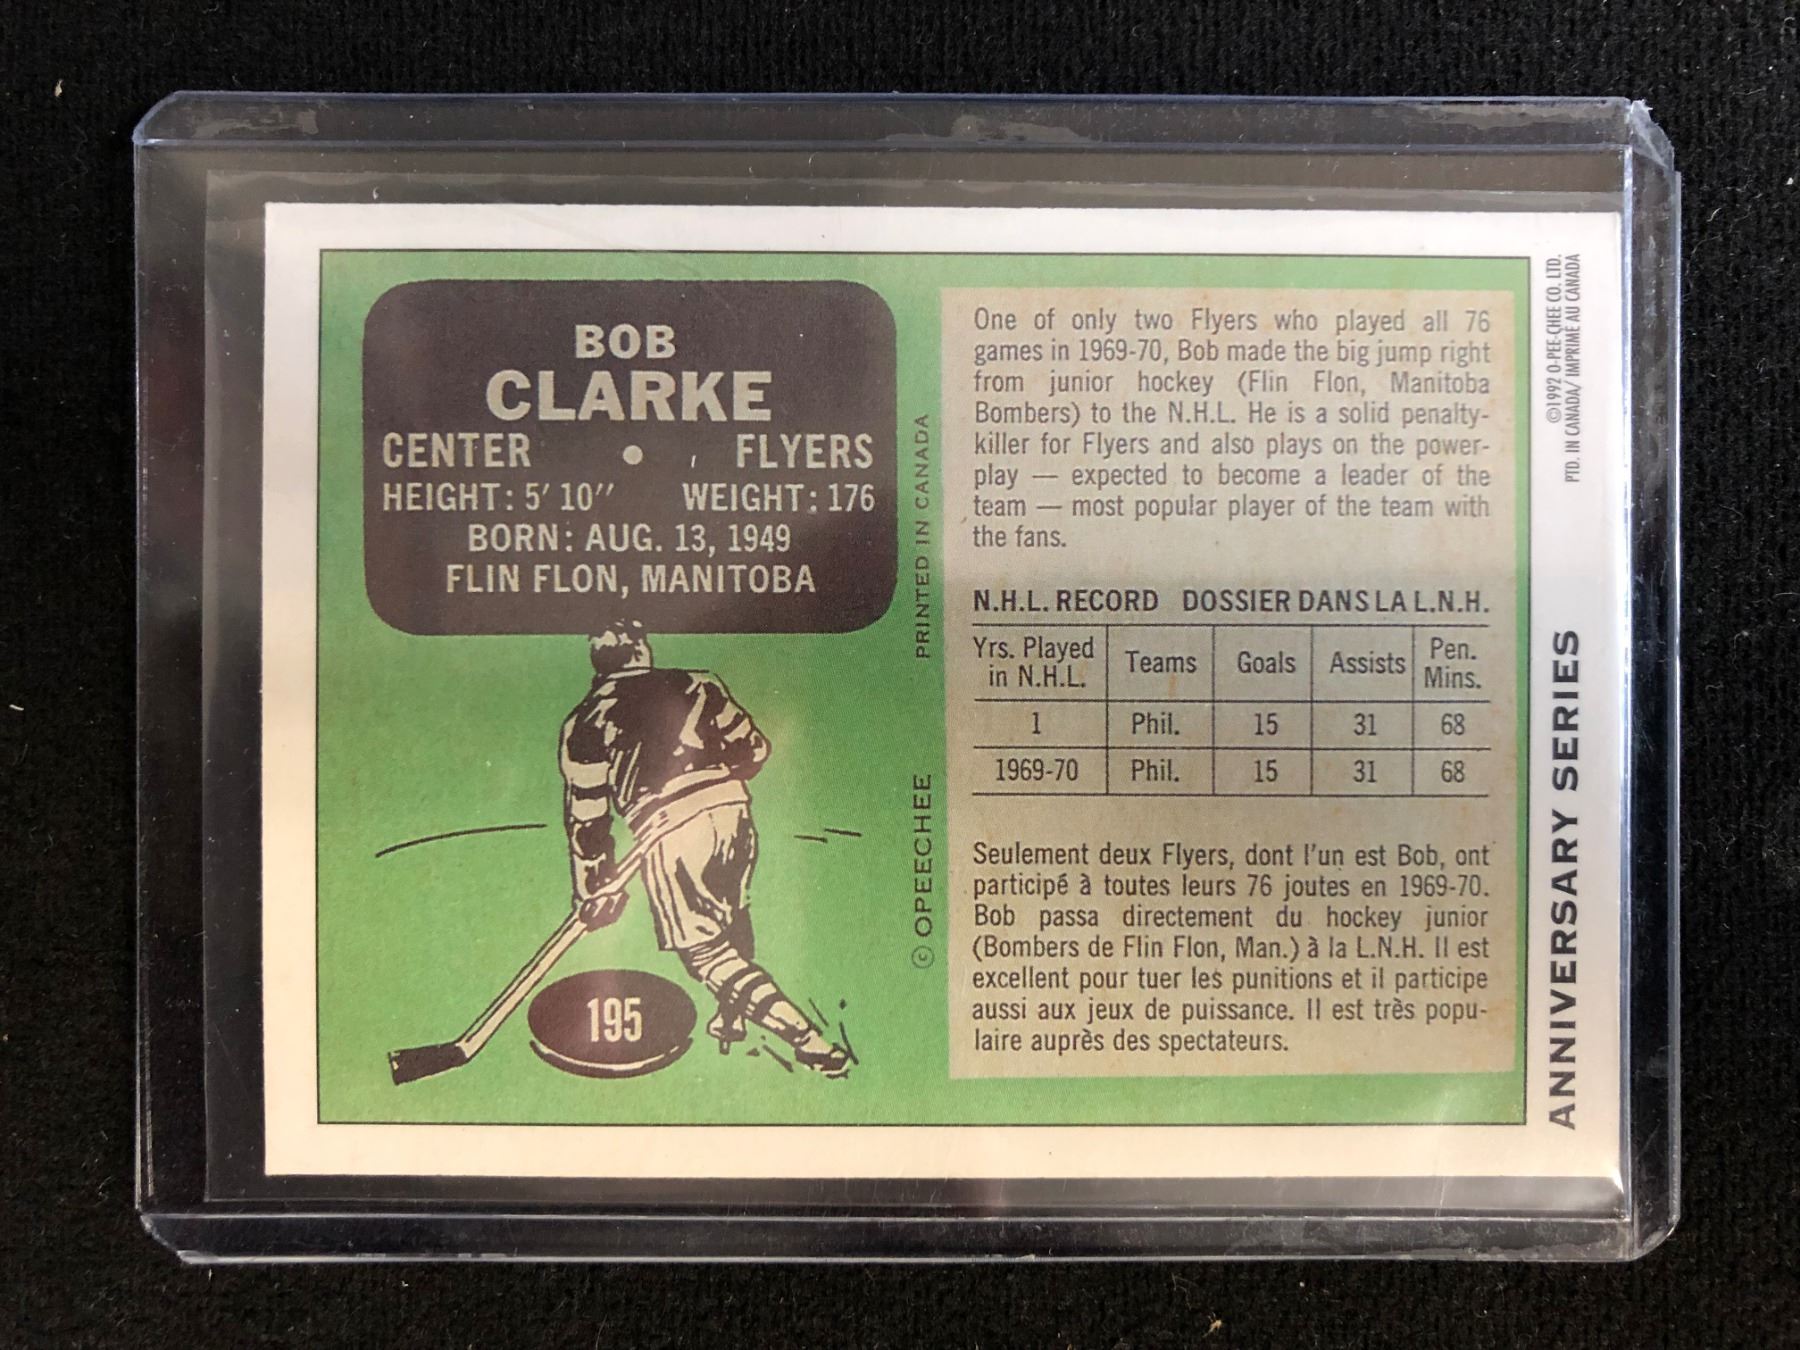 BOB
CLARKE
CENTER • FLYERS
HEIGHT: 5' 10'' WEIGHT: 176
BORN: AUG. 13, 1949
FLIN FLON, MANITOBA
195
© OPEECHEE PRINTED IN CANADA
One of only two Flyers who played all 76
games in 1969-70, Bob made the big jump right
from junior hockey (Flin Flon, Manitoba
Bombers) to the N.H.L. He is a solid penalty-
killer for Flyers and also plays on the power-
play — expected to become a leader of the
team — most popular player of the team with
the fans.
N.H.L. RECORD DOSSIER DANS LA L.N.H.
Yrs. Played in N.H.L. Teams Goals Assists Pen. Mins.
1 Phil. 15 31 68
1969-70 Phil. 15 31 68
Seulement deux Flyers, dont l'un est Bob, ont
participé à toutes leurs 76 joutes en 1969-70.
Bob passa directement du hockey junior
(Bombers de Flin Flon, Man.) à la L.N.H. Il est
excellent pour tuer les punitions et il participe
aussi aux jeux de puissance. Il est très popu-
laire auprès des spectateurs.
ANNIVERSARY SERIES
©1992 O-PEE-CHEE CO. LTD.
PTD. IN CANADA/IMPRIMÉ AU CANADA